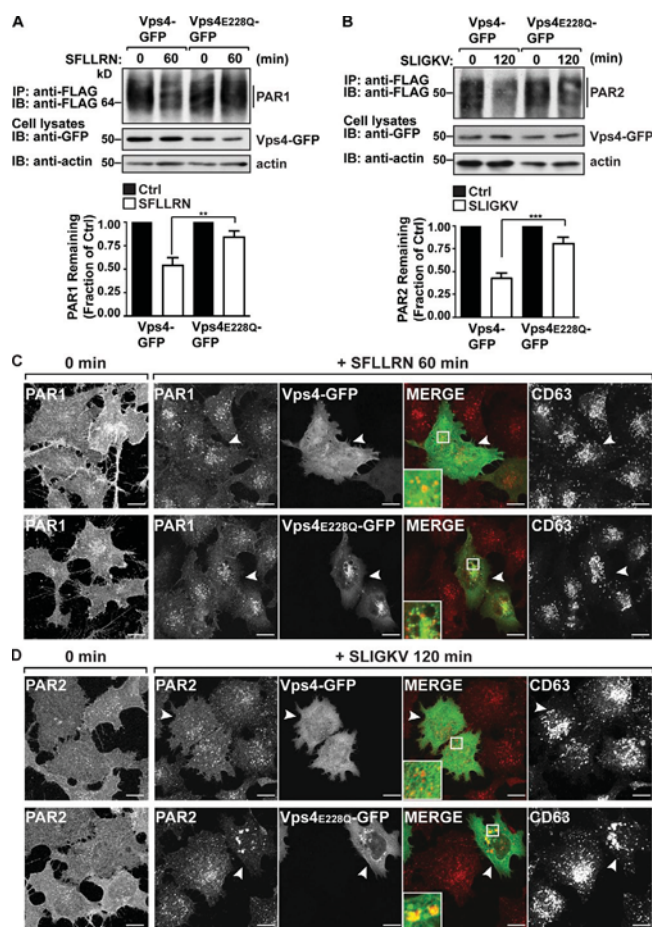 A
Vps4-GFP Vps4E228Q-GFP
SFLLRN: 0 60 0 60 (min)
kD
IP: anti-FLAG
IB: anti-FLAG 64 PAR1
Cell lysates
IB: anti-GFP 50 Vps4-GFP
IB: anti-actin 50 actin
Ctrl
SFLLRN
PAR1 Remaining (Fraction of Ctrl)
1.00
0.75
0.50
0.25
0.00
**
Vps4-GFP Vps4E228Q-GFP
B
Vps4-GFP Vps4E228Q-GFP
SLIGKV: 0 120 0 120 (min)
IP: anti-FLAG
IB: anti-FLAG 50 PAR2
Cell lysates
IB: anti-GFP 50 Vps4-GFP
IB: anti-actin 50 actin
Ctrl
SLIGKV
PAR2 Remaining (Fraction of Ctrl)
1.00
0.75
0.50
0.25
0
***
Vps4-GFP Vps4E228Q-GFP
C 0 min + SFLLRN 60 min
PAR1 PAR1 Vps4-GFP MERGE CD63
PAR1 PAR1 Vps4E228Q-GFP MERGE CD63
D 0 min + SLIGKV 120 min
PAR2 PAR2 Vps4-GFP MERGE CD63
PAR2 PAR2 Vps4E228Q-GFP MERGE CD63